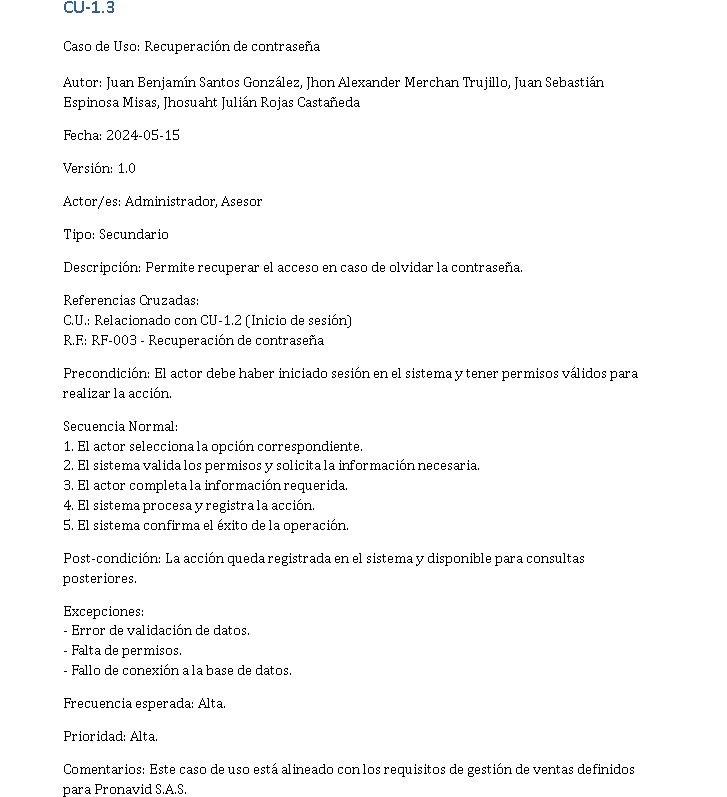 CU-1.3
Caso de Uso: Recuperación de contraseña
Autor: Juan Benjamín Santos González, Jhon Alexander Merchan Trujillo, Juan Sebastián
Espinosa Misas, Jhosuaht Julián Rojas Castañeda
Fecha: 2024-05-15
Versión: 1.0
Actor/es: Administrador, Asesor
Tipo: Secundario
Descripción: Permite recuperar el acceso en caso de olvidar la contraseña.
Referencias Cruzadas:
C.U.: Relacionado con CU-1.2 (Inicio de sesión)
R.F.: RF-003 - Recuperación de contraseña
Precondición: El actor debe haber iniciado sesión en el sistema y tener permisos válidos para
realizar la acción.
Secuencia Normal:
1. El actor selecciona la opción correspondiente.
2. El sistema valida los permisos y solicita la información necesaria.
3. El actor completa la información requerida.
4. El sistema procesa y registra la acción.
5. El sistema confirma el éxito de la operación.
Post-condición: La acción queda registrada en el sistema y disponible para consultas
posteriores.
Excepciones:
- Error de validación de datos.
- Falta de permisos.
- Fallo de conexión a la base de datos.
Frecuencia esperada: Alta.
Prioridad: Alta.
Comentarios: Este caso de uso está alineado con los requisitos de gestión de ventas definidos
para Pronavid S.A.S.